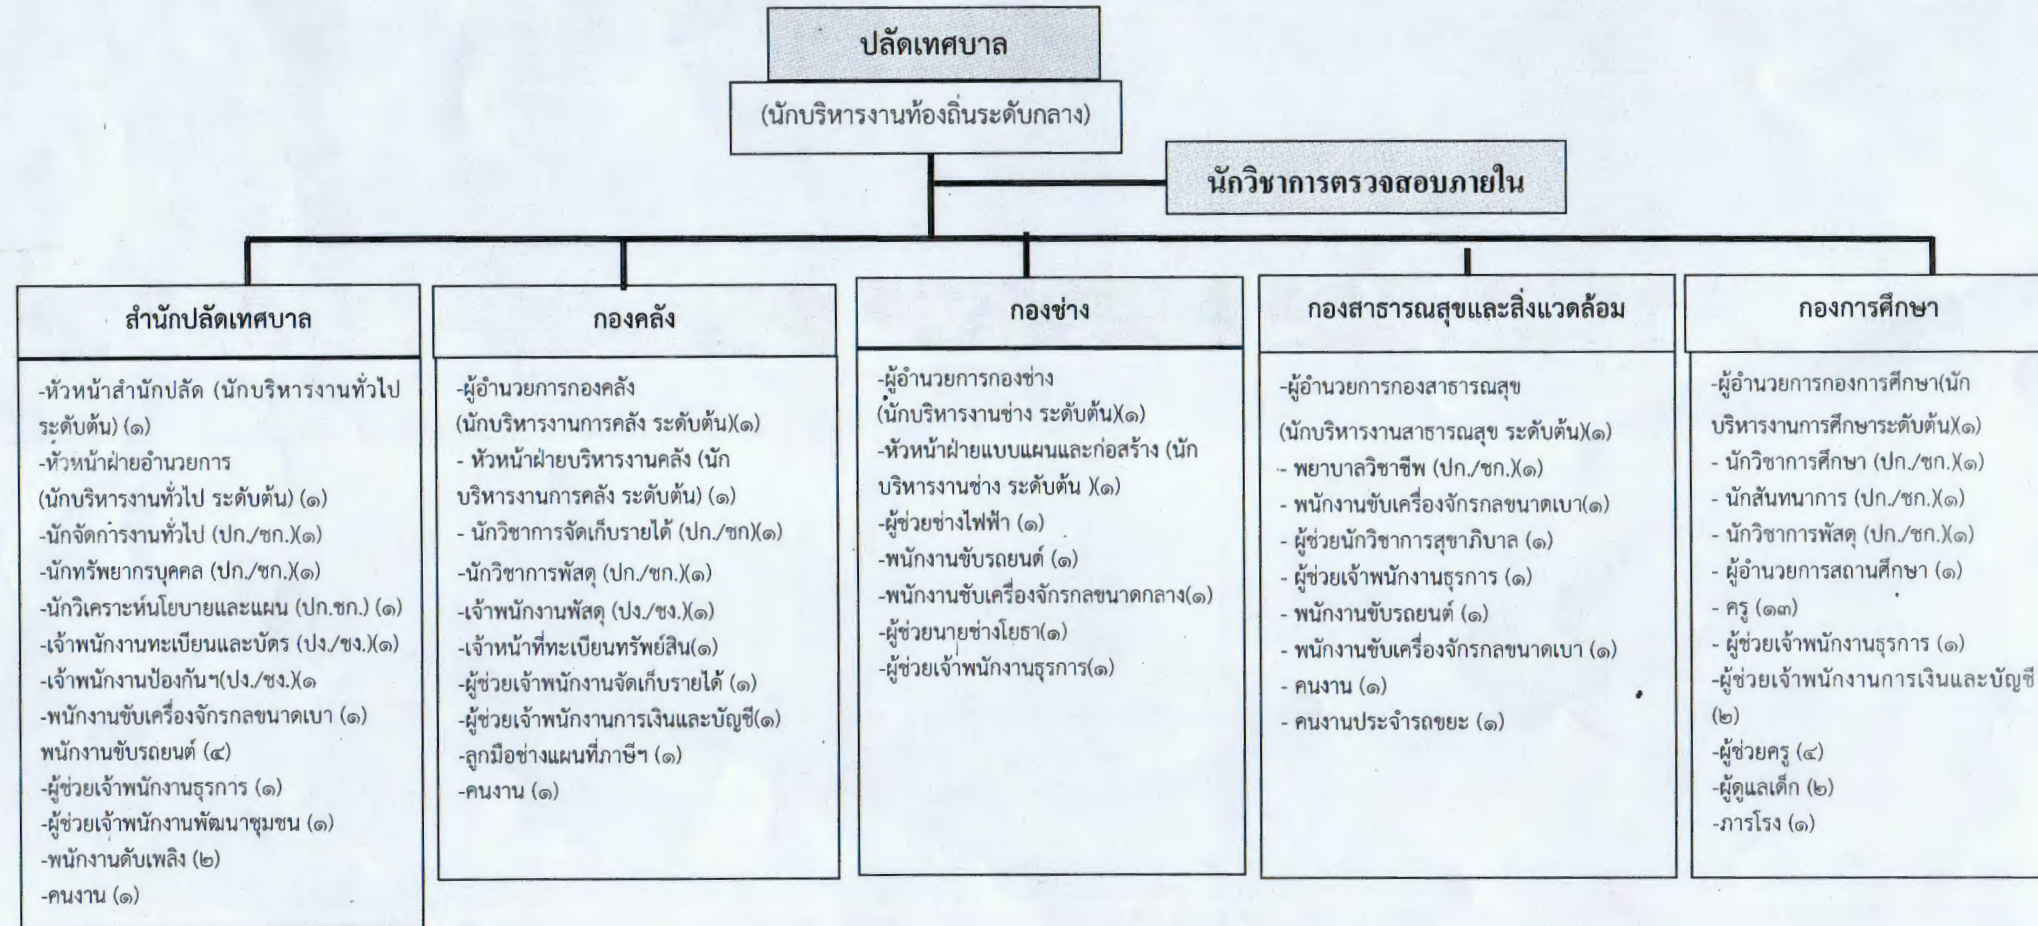 ปลัดเทศบาล
(นักบริหารงานท้องถิ่นระดับกลาง)
นักวิชาการตรวจสอบภายใน
สำนักปลัดเทศบาล
-หัวหน้าสำนักปลัด (นักบริหารงานทั่วไป
ระดับต้น) (๑)
-หัวหน้าฝ่ายอำนวยการ
(นักบริหารงานทั่วไป ระดับต้น) (๑)
-นักจัดการงานทั่วไป (ปก./ชก.)(๑)
-นักทรัพยากรบุคคล (ปก./ชก.)(๑)
-นักวิเคราะห์นโยบายและแผน (ปก.ชก.) (๑)
-เจ้าพนักงานทะเบียนและบัตร (ปง./ชง.)(๑)
-เจ้าพนักงานป้องกันฯ(ปง./ชง.)(๑
-พนักงานขับเครื่องจักรกลขนาดเบา (๑)
พนักงานขับรถยนต์ (๔)
-ผู้ช่วยเจ้าพนักงานธุรการ (๑)
-ผู้ช่วยเจ้าพนักงานพัฒนาชุมชน (๑)
-พนักงานดับเพลิง (๒)
-คนงาน (๑)
กองคลัง
-ผู้อำนวยการกองคลัง
(นักบริหารงานการคลัง ระดับต้น)(๑)
- หัวหน้าฝ่ายบริหารงานคลัง (นัก
บริหารงานการคลัง ระดับต้น) (๑)
- นักวิชาการจัดเก็บรายได้ (ปก./ชก)(๑)
-นักวิชาการพัสดุ (ปก./ชก.)(๑)
-เจ้าพนักงานพัสดุ (ปง./ชง.)(๑)
-เจ้าหน้าที่ทะเบียนทรัพย์สิน(๑)
-ผู้ช่วยเจ้าพนักงานจัดเก็บรายได้ (๑)
-ผู้ช่วยเจ้าพนักงานการเงินและบัญชี(๑)
-ลูกมือช่างแผนที่ภาษีฯ (๑)
-คนงาน (๑)
กองช่าง
-ผู้อำนวยการกองช่าง
(นักบริหารงานช่าง ระดับต้น)(๑)
-หัวหน้าฝ่ายแบบแผนและก่อสร้าง (นัก
บริหารงานช่าง ระดับต้น )(๑)
-ผู้ช่วยช่างไฟฟ้า (๑)
-พนักงานขับรถยนต์ (๑)
-พนักงานขับเครื่องจักรกลขนาดกลาง(๑)
-ผู้ช่วยนายช่างโยธา(๑)
-ผู้ช่วยเจ้าพนักงานธุรการ(๑)
กองสาธารณสุขและสิ่งแวดล้อม
-ผู้อำนวยการกองสาธารณสุข
(นักบริหารงานสาธารณสุข ระดับต้น)(๑)
- พยาบาลวิชาชีพ (ปก./ชก.)(๑)
- พนักงานขับเครื่องจักรกลขนาดเบา(๑)
- ผู้ช่วยนักวิชาการสุขาภิบาล (๑)
- ผู้ช่วยเจ้าพนักงานธุรการ (๑)
- พนักงานขับรถยนต์ (๑)
- พนักงานขับเครื่องจักรกลขนาดเบา (๑)
- คนงาน (๑)
- คนงานประจำรถขยะ (๑)
กองการศึกษา
-ผู้อำนวยการกองการศึกษา(นัก
บริหารงานการศึกษาระดับต้น)(๑)
- นักวิชาการศึกษา (ปก./ชก.)(๑)
- นักสันทนาการ (ปก./ชก.)(๑)
- นักวิชาการพัสดุ (ปก./ชก.)(๑)
- ผู้อำนวยการสถานศึกษา (๑)
- ครู (๑๓)
- ผู้ช่วยเจ้าพนักงานธุรการ (๑)
-ผู้ช่วยเจ้าพนักงานการเงินและบัญชี
(๒)
-ผู้ช่วยครู (๔)
-ผู้ดูแลเด็ก (๒)
-ภารโรง (๑)